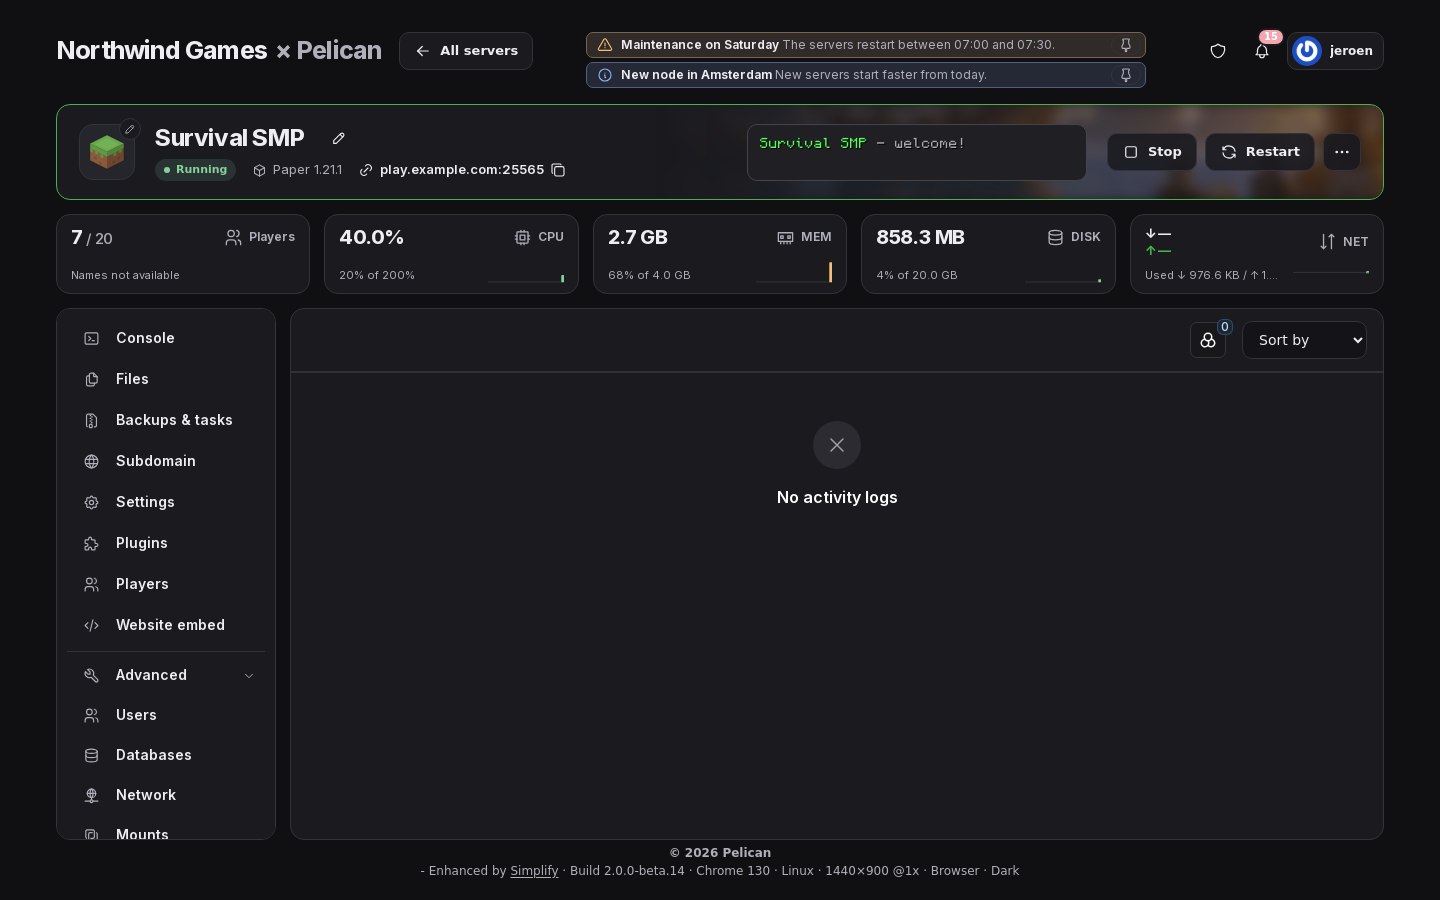 Northwind Games × Pelican
All servers
Maintenance on Saturday The servers restart between 07:00 and 07:30.
New node in Amsterdam New servers start faster from today.
15
jeroen
Survival SMP
Running
Paper 1.21.1
play.example.com:25565
Survival SMP - welcome!
Stop
Restart
7 / 20
Players
Names not available
40.0%
CPU
20% of 200%
2.7 GB
MEM
68% of 4.0 GB
858.3 MB
DISK
4% of 20.0 GB
↓—
↑—
NET
Used ↓ 976.6 KB / ↑ 1....
Console
Files
Backups & tasks
Subdomain
Settings
Plugins
Players
Website embed
Advanced
Users
Databases
Network
Mounts
0
Sort by
No activity logs
© 2026 Pelican
- Enhanced by Simplify · Build 2.0.0-beta.14 · Chrome 130 · Linux · 1440×900 @1x · Browser · Dark